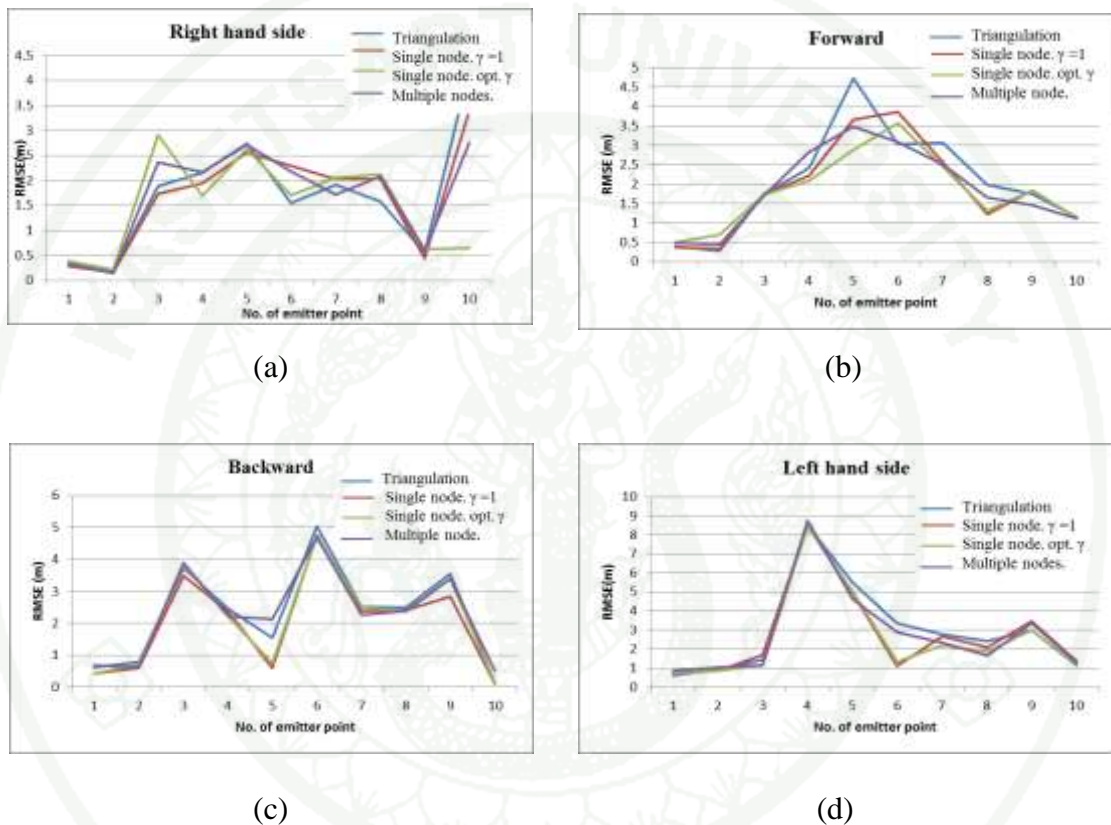 Right hand side
Triangulation
Single node. γ =1
Single node. opt. γ
Multiple nodes.
RMSE(m)
4.5
4
3.5
3
2.5
2
1.5
1
0.5
0
1 2 3 4 5 6 7 8 9 10
No. of emitter point
(a)
Forward
Triangulation
Single node. γ =1
Single node. opt. γ
Multiple node.
RMSE (m)
5
4.5
4
3.5
3
2.5
2
1.5
1
0.5
0
1 2 3 4 5 6 7 8 9 10
No. of emitter point
(b)
Backward
Triangulation
Single node. γ =1
Single node. opt. γ
Multiple node.
RMSE (m)
6
5
4
3
2
1
0
1 2 3 4 5 6 7 8 9 10
No. of emitter point
(c)
Left hand side
Triangulation
Single node. γ =1
Single node. opt. γ
Multiple nodes.
RMSE(m)
10
9
8
7
6
5
4
3
2
1
0
1 2 3 4 5 6 7 8 9 10
No. of emitter point
(d)
KASETSART UNIVERSITY